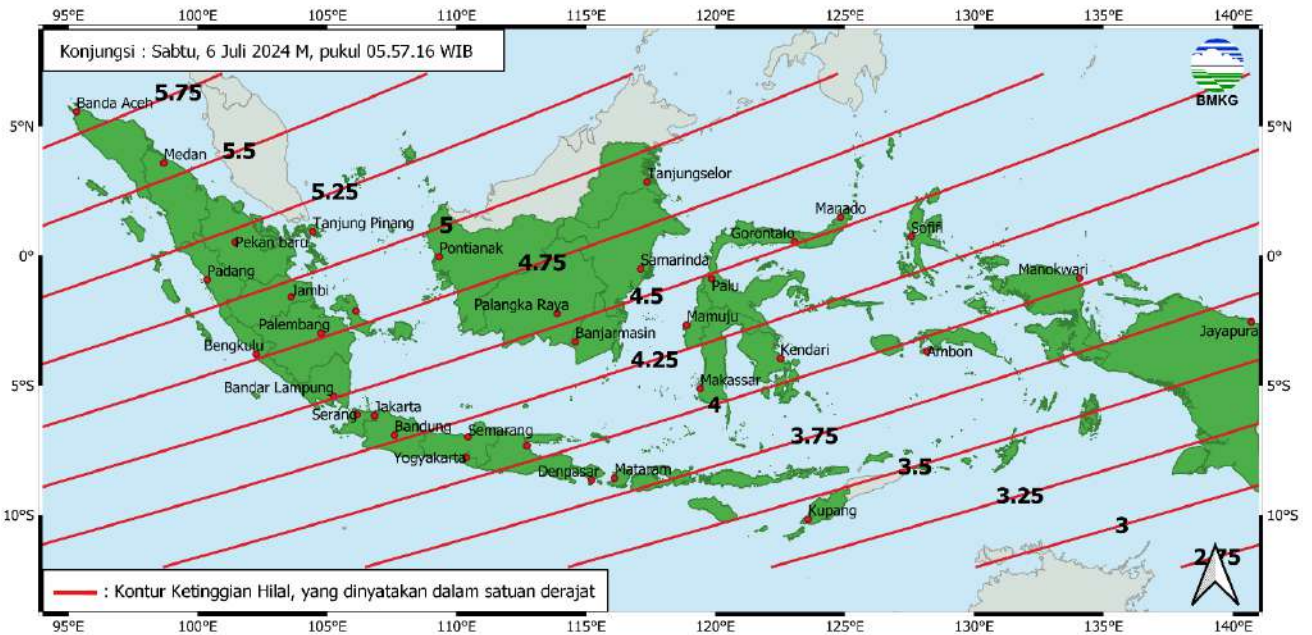 95°E 100°E 105°E 110°E 115°E 120°E 125°E 130°E 135°E 140°E
Konjungsi : Sabtu, 6 Juli 2024 M, pukul 05.57.16 WIB
BMKG
Banda Aceh
5.75
5°N
5°N
Medan
5.5
5.25
Tanjungselor
Tanjung Pinang
5
Manado
Pekan baru
Pontianak
Gorontalo
Sofifi
0°
0°
4.75
Samarinda
Manokwari
Padang
Palu
Jambi
4.5
Palangka Raya
Mamuju
Palembang
Banjarmasin
Jayapura
Bengkulu
4.25
Kendari
Ambon
Bandar Lampung
Makassar
5°S
5°S
4
Serang
Jakarta
Bandung
Semarang
3.75
Yogyakarta
Denpasar
Mataram
3.5
3.25
Kupang
10°S
10°S
3
2.75
: Kontur Ketinggian Hilal, yang dinyatakan dalam satuan derajat
95°E 100°E 105°E 110°E 115°E 120°E 125°E 130°E 135°E 140°E